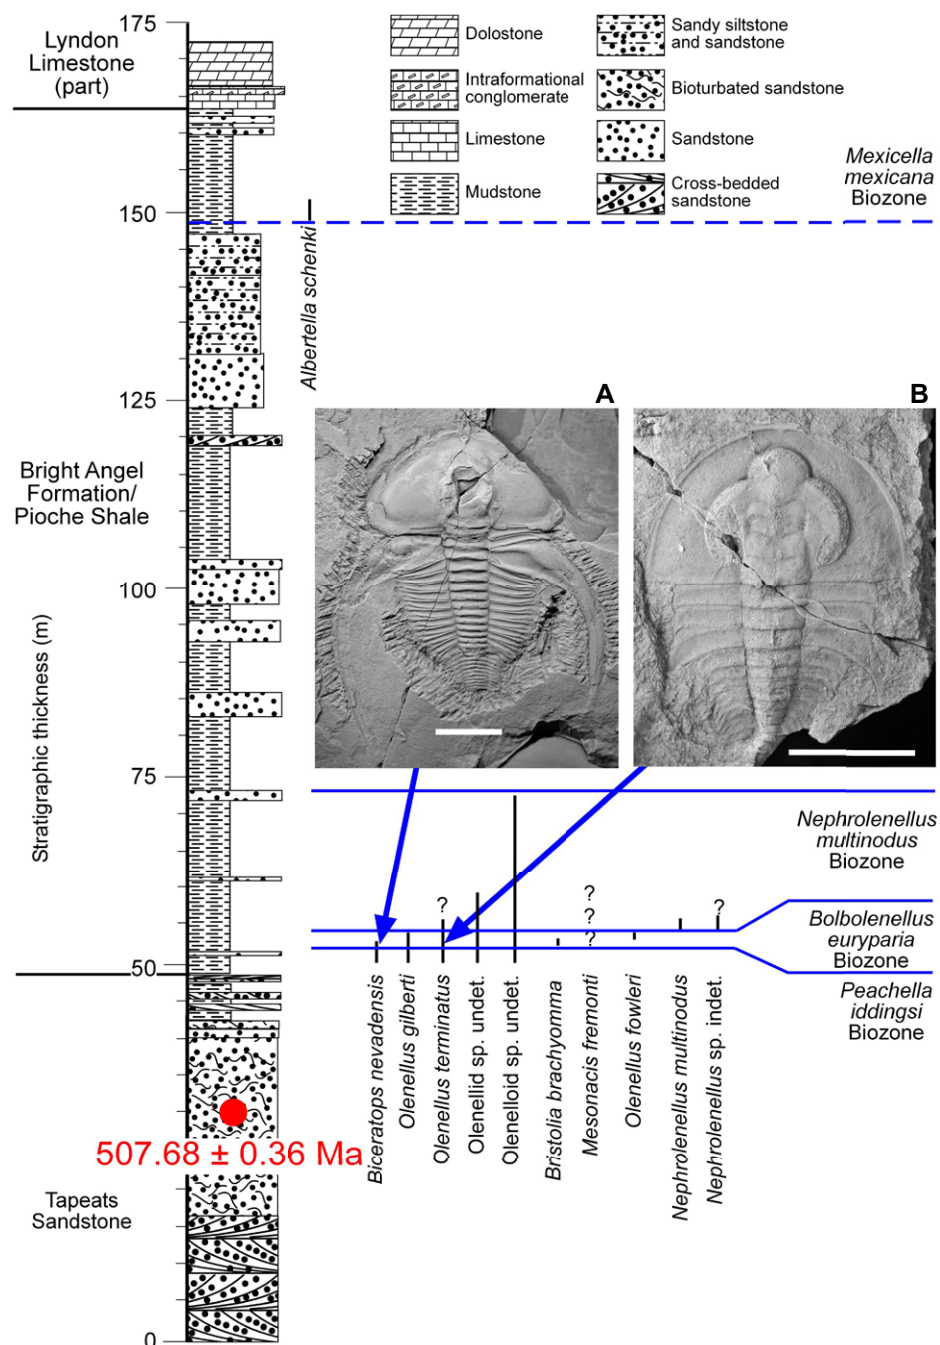 175
Lyndon
Limestone
(part)
Dolostone
Intraformational
conglomerate
Limestone
Mudstone
Sandy siltstone
and sandstone
Bioturbated sandstone
Sandstone
Cross-bedded
sandstone
Mexicella
mexicana
Biozone
150
Albertella schenki
125
A
B
Bright Angel
Formation/
Pioche Shale
100
Stratigraphic thickness (m)
75
Nephrolenellus
multinodus
Biozone
?
?
?
?
?
Bolbolenellus
euryparia
Biozone
50
Peachella
iddingsi
Biozone
Biceratops nevadensis
Olenellus gilberti
Olenellus terminatus
Olenellid sp. undet.
Olenelloid sp. undet.
Bristolia brachyomma
Mesonacis fremonti
Olenellus fowleri
Nephrolenellus multinodus
Nephrolenellus sp. indet.
507.68 ± 0.36 Ma
Tapeats
Sandstone
0